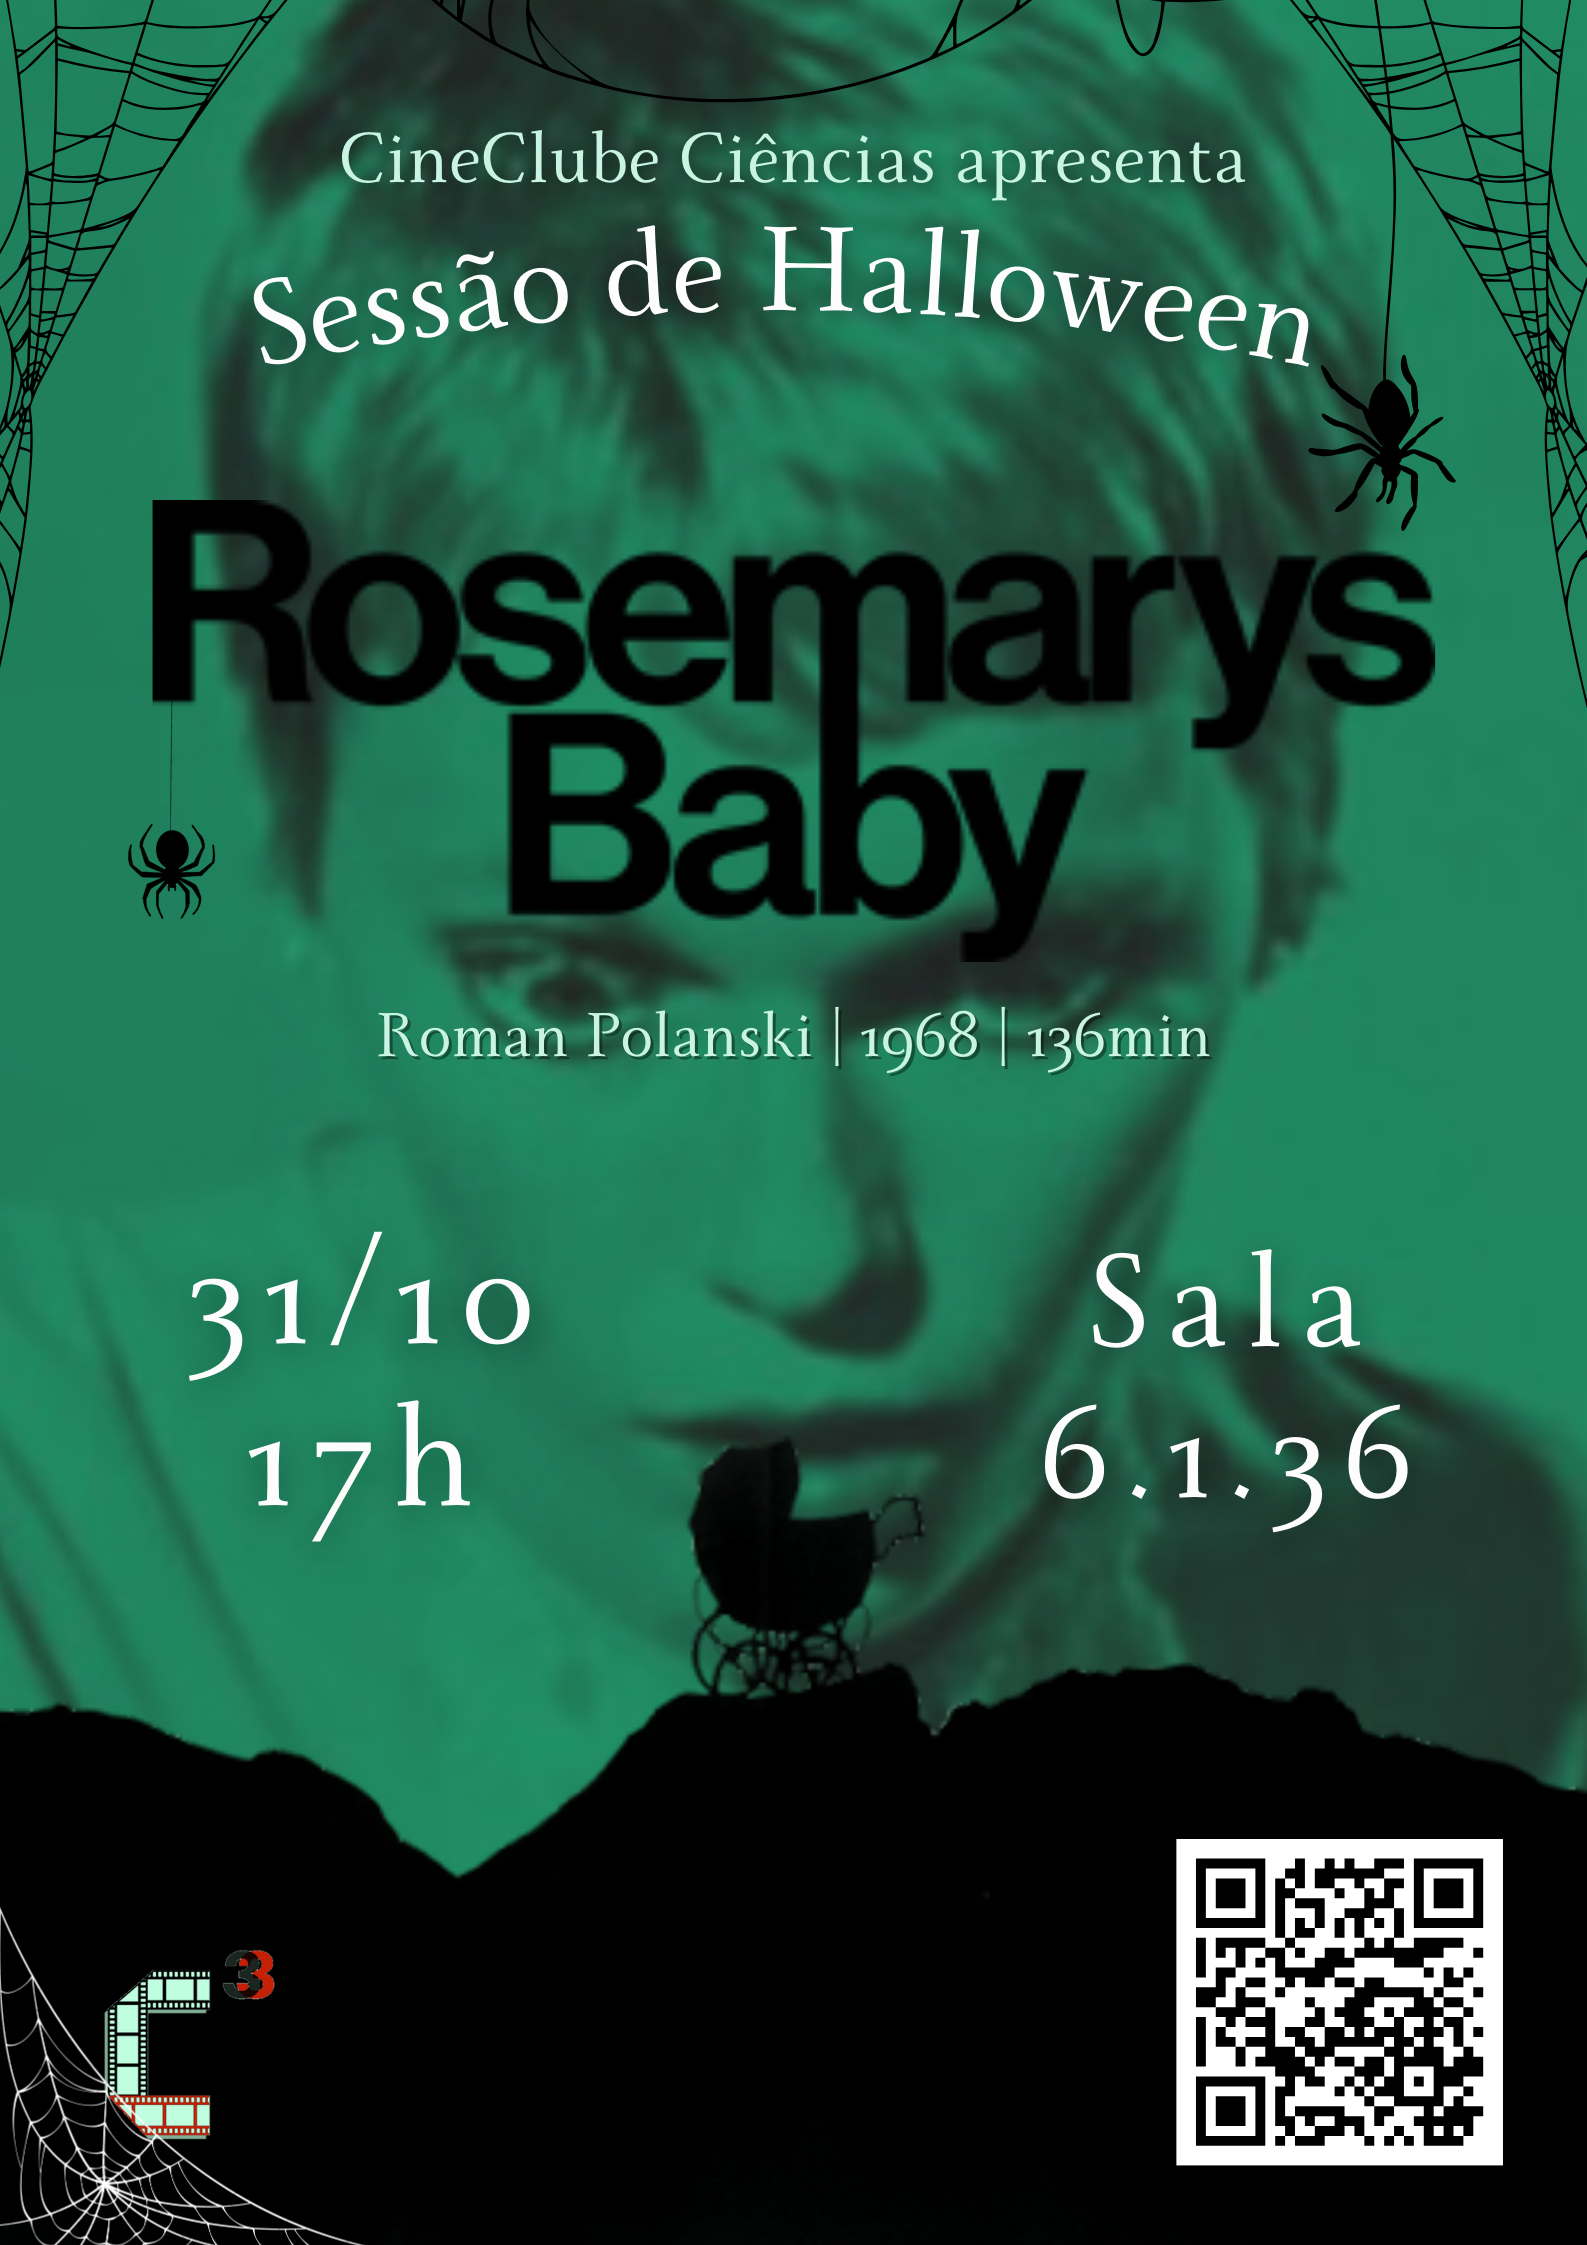 CineClube Ciências apresenta
Sessão de Halloween
Rosemarys
Baby
Roman Polanski | 1968 | 136min
31/10
17h
Sala
6.1.36
C3